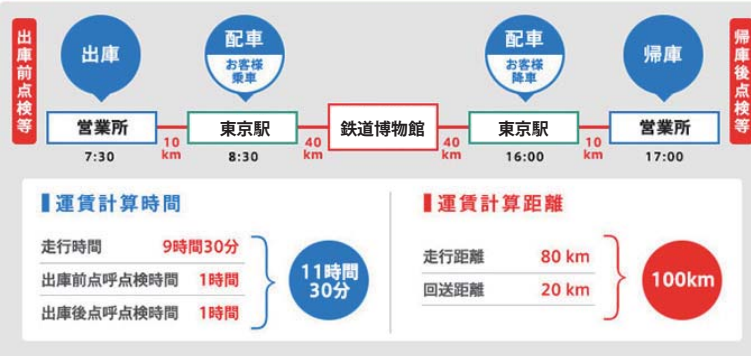 出庫前点検等
出庫
配車
お客様
乗車
配車
お客様
降車
帰庫
帰庫後点検等
営業所
東京駅
鉄道博物館
東京駅
営業所
10
km
40
km
40
km
10
km
7:30
8:30
16:00
17:00
運賃計算時間
走行時間 9時間30分
出庫前点呼点検時間 1時間
出庫後点呼点検時間 1時間
11時間
30分
運賃計算距離
走行距離 80 km
回送距離 20 km
100km